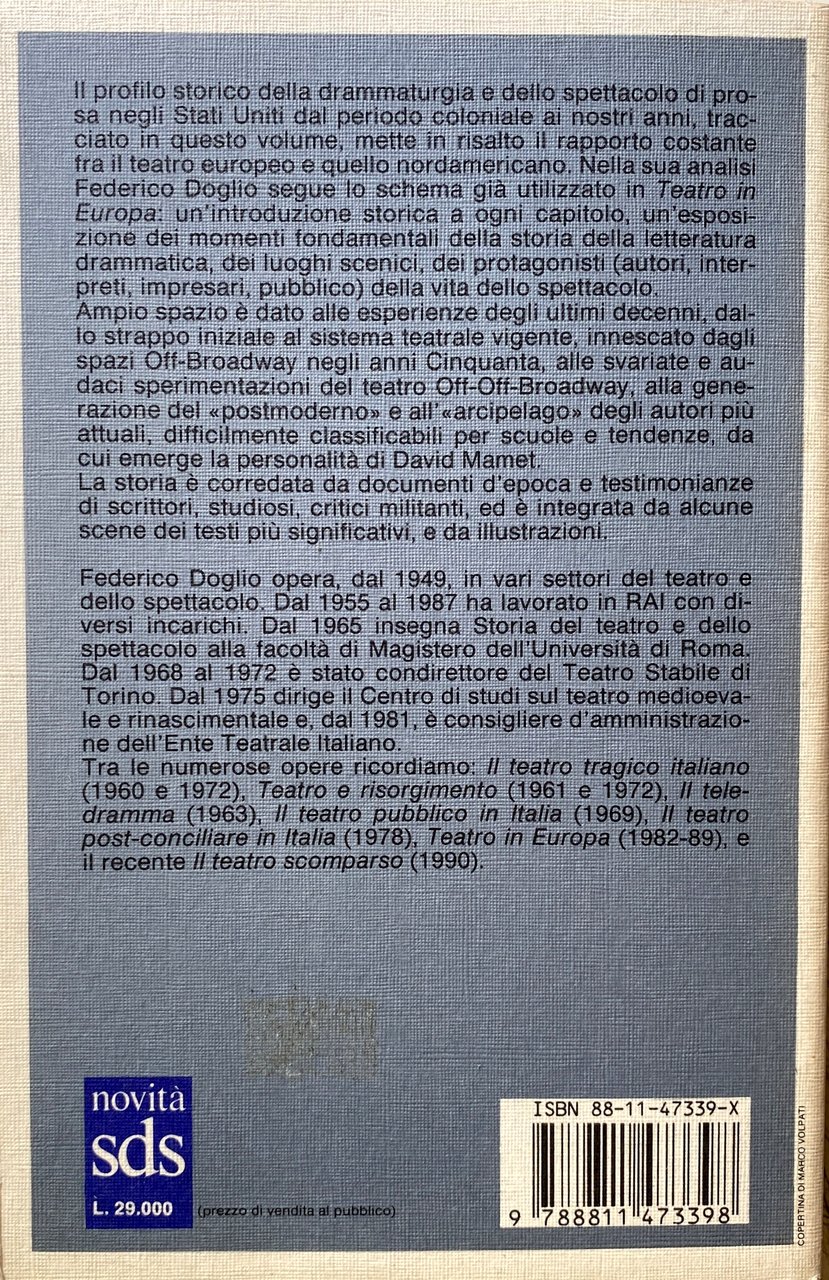 Il profilo storico della drammaturgia e dello spettacolo di pro-
sa negli Stati Uniti dal periodo coloniale ai nostri anni, trac-
ciato in questo volume, mette in risalto il rapporto costante
fra il teatro europeo e quello nordamericano. Nella sua analisi
Federico Doglio segue lo schema già utilizzato in Teatro in
Europa: un'introduzione storica a ogni capitolo, un'esposi-
zione dei momenti fondamentali della storia della letteratura
drammatica, dei luoghi scenici, dei protagonisti (autori, inter-
preti, impresari, pubblico) della vita dello spettacolo.
Ampio spazio è dato alle esperienze degli ultimi decenni, dal-
lo strappo iniziale al sistema teatrale vigente, innescato dagli
spazi Off-Broadway negli anni Cinquanta, alle svariate e au-
daci sperimentazioni del teatro Off-Off-Broadway, alla gene-
razione del «postmoderno» e all'«arcipelago» degli autori più
attuali, difficilmente classificabili per scuole e tendenze, da
cui emerge la personalità di David Mamet.
La storia è corredata da documenti d'epoca e testimonianze
di scrittori, studiosi, critici militanti, ed è integrata da alcune
scene dei testi più significativi, e da illustrazioni.
Federico Doglio opera, dal 1949, in vari settori del teatro e
dello spettacolo. Dal 1955 al 1987 ha lavorato in RAI con di-
versi incarichi. Dal 1965 insegna Storia del teatro e dello
spettacolo alla facoltà di Magistero dell'Università di Roma.
Dal 1968 al 1972 è stato condirettore del Teatro Stabile di
Torino. Dal 1975 dirige il Centro di studi sul teatro medioeva-
le e rinascimentale e, dal 1981, è consigliere d'amministrazio-
ne dell'Ente Teatrale Italiano.
Tra le numerose opere ricordiamo: Il teatro tragico italiano
(1960 e 1972), Teatro e risorgimento (1961 e 1972), Il tele-
dramma (1963), Il teatro pubblico in Italia (1969), Il teatro
post-conciliare in Italia (1978), Teatro in Europa (1982-89), e
il recente Il teatro scomparso (1990).
novità
sds
L. 29.000
(prezzo di vendita al pubblico)
ISBN 88-11-47339-X
9 788811 473398
COPERTINA DI MARCO VOLPATI